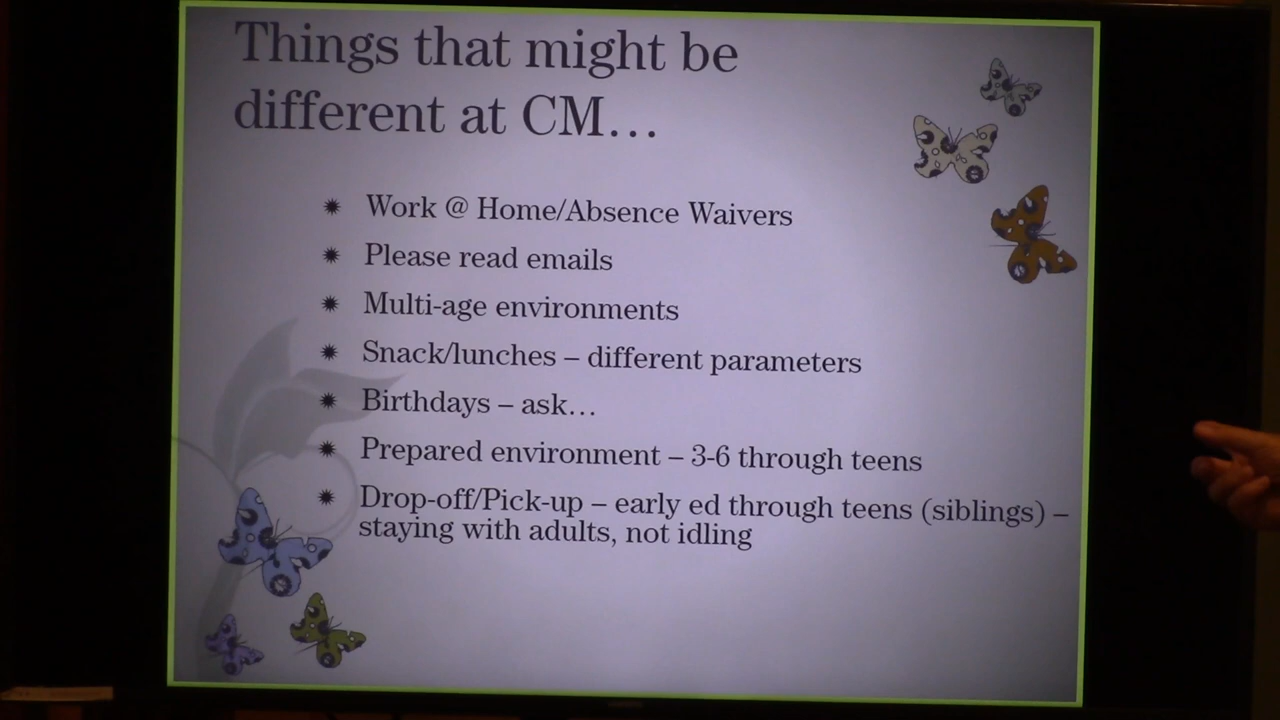 Things that might be
different at CM…
Work @ Home/Absence Waivers
Please read emails
Multi-age environments
Snack/lunches – different parameters
Birthdays – ask…
Prepared environment – 3-6 through teens
Drop-off/Pick-up – early ed through teens (siblings) –
staying with adults, not idling